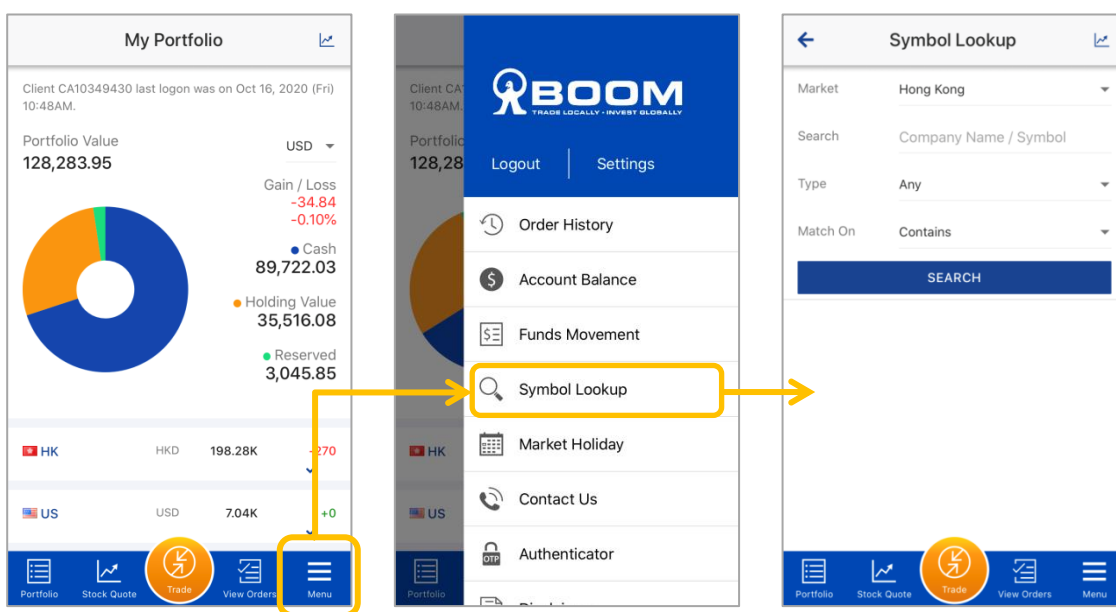 My Portfolio
Client CA10349430 last logon was on Oct 16, 2020 (Fri)
10:48AM.
Portfolio Value
USD
128,283.95
Gain / Loss
-34.84
-0.10%
Cash
89,722.03
Holding Value
35,516.08
Reserved
3,045.85
HK HKD 198.28K -270
US USD 7.04K +0
Portfolio Stock Quote Trade View Orders Menu
Client CA
10:48AM.
Portfolio
128,28
HK
US
Portfolio
BOOM
TRADE LOCALLY - INVEST GLOBALLY
Logout Settings
Order History
Account Balance
Funds Movement
Symbol Lookup
Market Holiday
Contact Us
OTP Authenticator
Symbol Lookup
Market Hong Kong
Search Company Name / Symbol
Type Any
Match On Contains
SEARCH
Portfolio Stock Quote Trade View Orders Menu